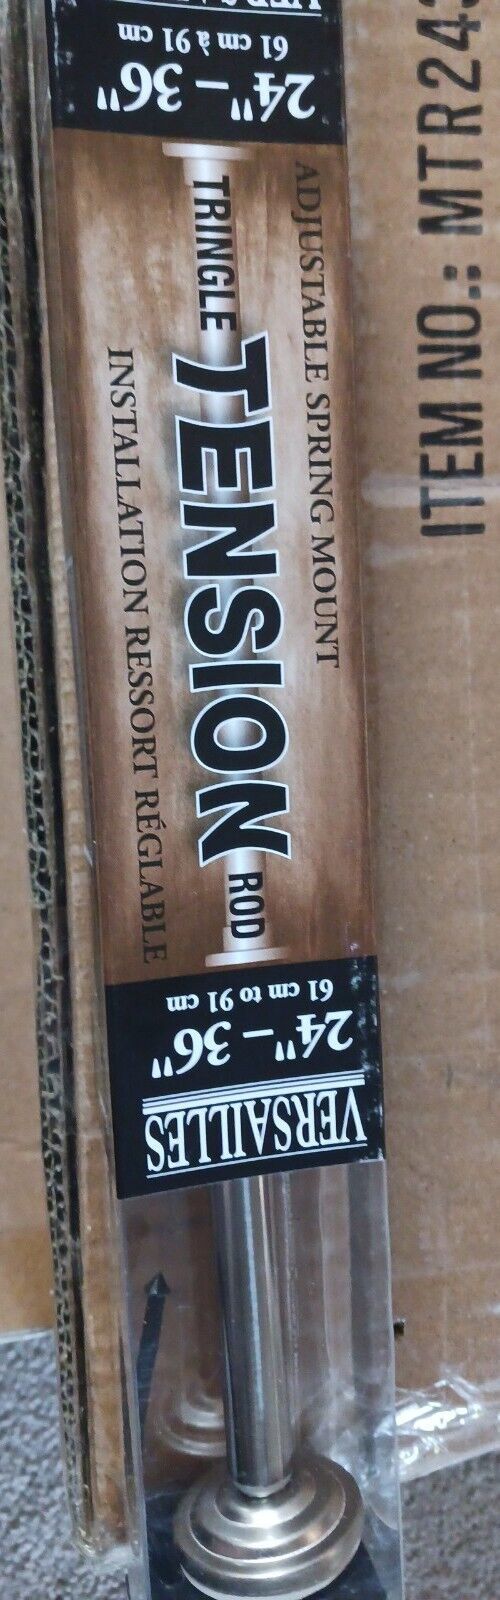 61 cm à 91 cm
24" – 36"
ADJUSTABLE SPRING MOUNT
TRINGLE TENSION ROD
INSTALLATION RESSORT RÉGLABLE
VERSAILLES
24" – 36"
61 cm to 91 cm
ITEM NO.: MTR243